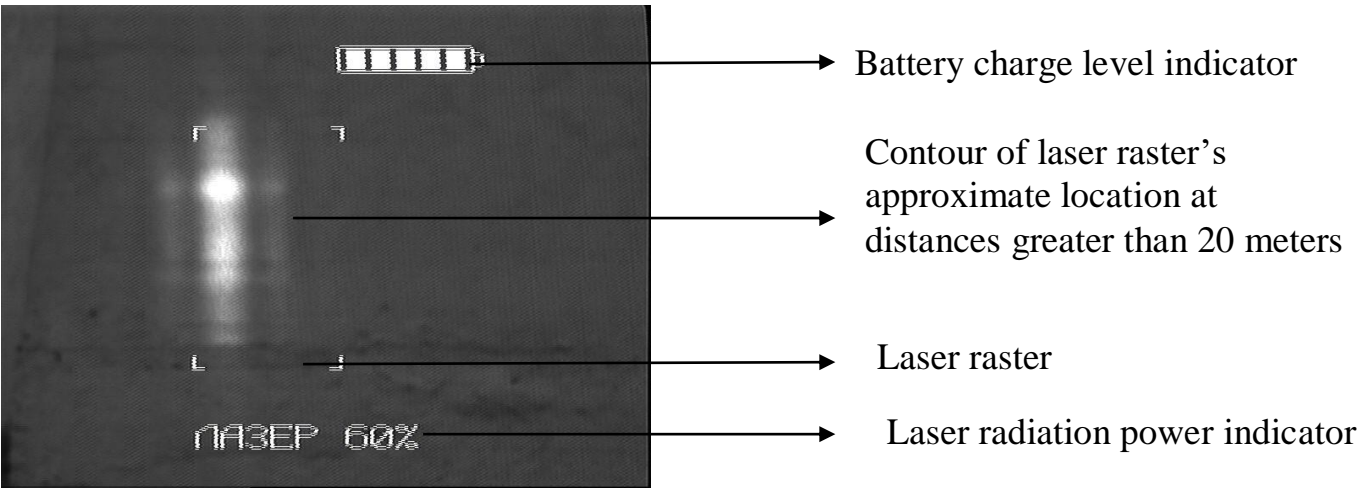 Battery charge level indicator
Contour of laser raster’s
approximate location at
distances greater than 20 meters
Laser raster
ЛАЗЕР 60%
Laser radiation power indicator